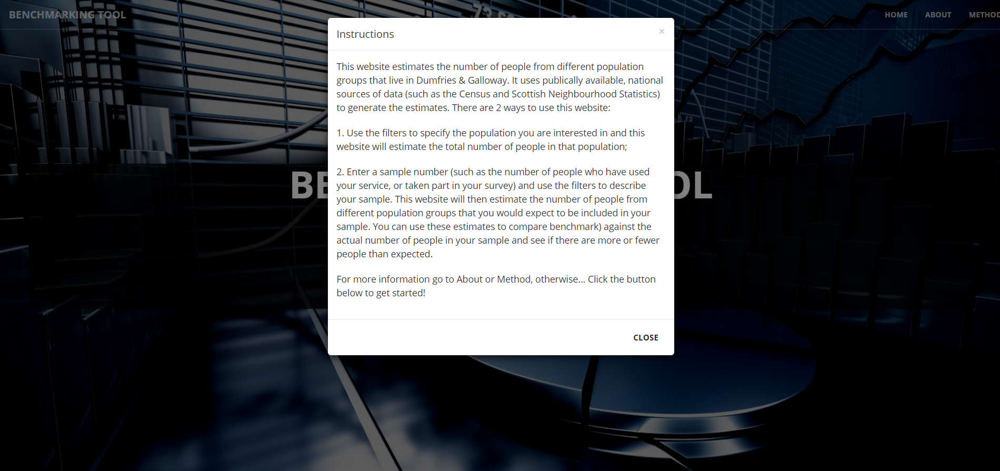 BENCHMARKING TOOL
HOME ABOUT METHOD
Instructions
×
This website estimates the number of people from different population
groups that live in Dumfries & Galloway. It uses publically available, national
sources of data (such as the Census and Scottish Neighbourhood Statistics)
to generate the estimates. There are 2 ways to use this website:
1. Use the filters to specify the population you are interested in and this
website will estimate the total number of people in that population;
2. Enter a sample number (such as the number of people who have used
your service, or taken part in your survey) and use the filters to describe
your sample. This website will then estimate the number of people from
different population groups that you would expect to be included in your
sample. You can use these estimates to compare benchmark) against the
actual number of people in your sample and see if there are more or fewer
people than expected.
For more information go to About or Method, otherwise... Click the button
below to get started!
CLOSE